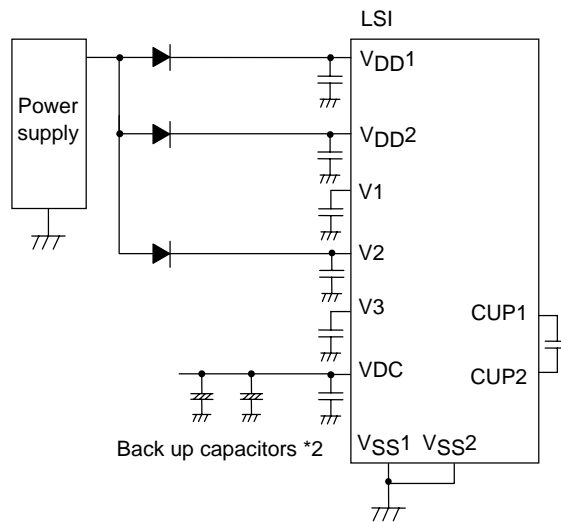 LSI
Power
supply
VDD1
VDD2
V1
V2
V3
VDC
CUP1
CUP2
Back up capacitors *2
VSS1 VSS2